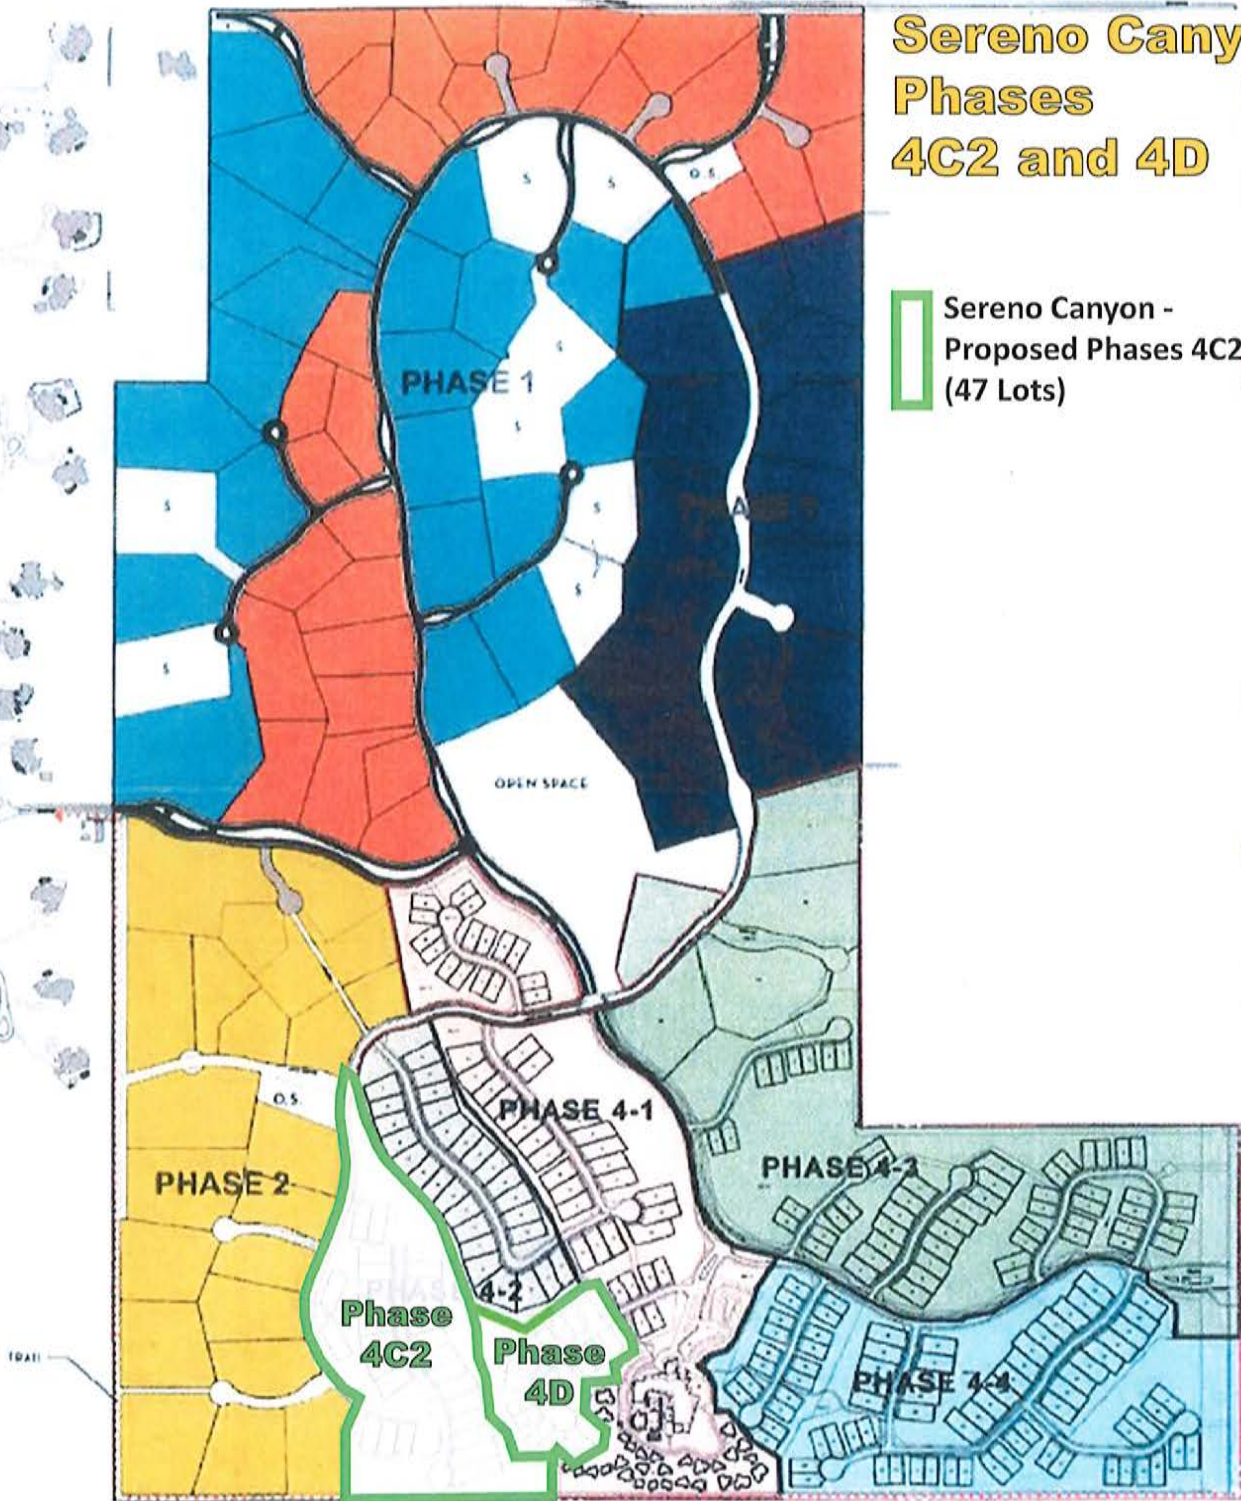 Sereno Cany
Phases
4C2 and 4D
Sereno Canyon -
Proposed Phases 4C2
(47 Lots)
S
S
O.S.
S
PHASE 1
S
S
S
S
S
OPEN SPACE
O.S.
PHASE 4-1
PHASE 4-3
PHASE 2
4-2
Phase
4C2
Phase
4D
TRAIL
PHASE 4-4